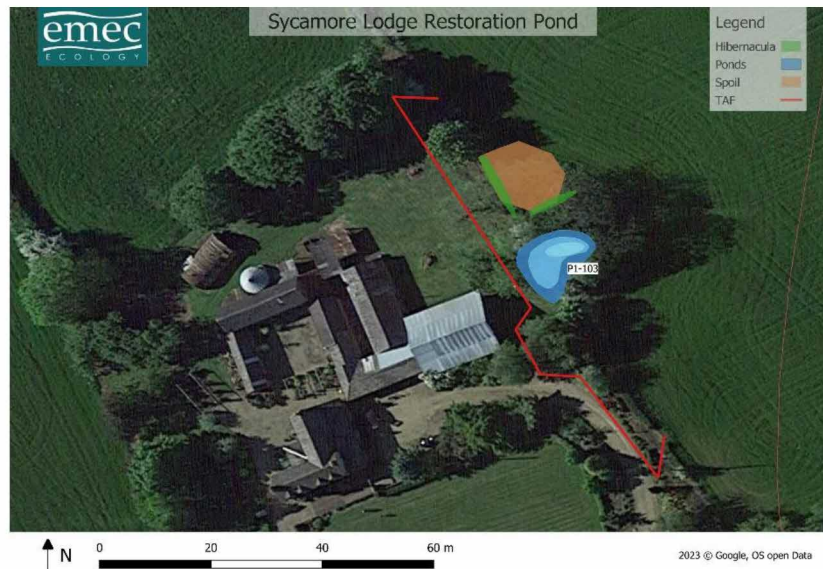 emec
ECOLOGY
Sycamore Lodge Restoration Pond
Legend
Hibernacula
Ponds
Spoil
TAF
P1-103
N
0 20 40 60 m
2023 © Google, OS open Data